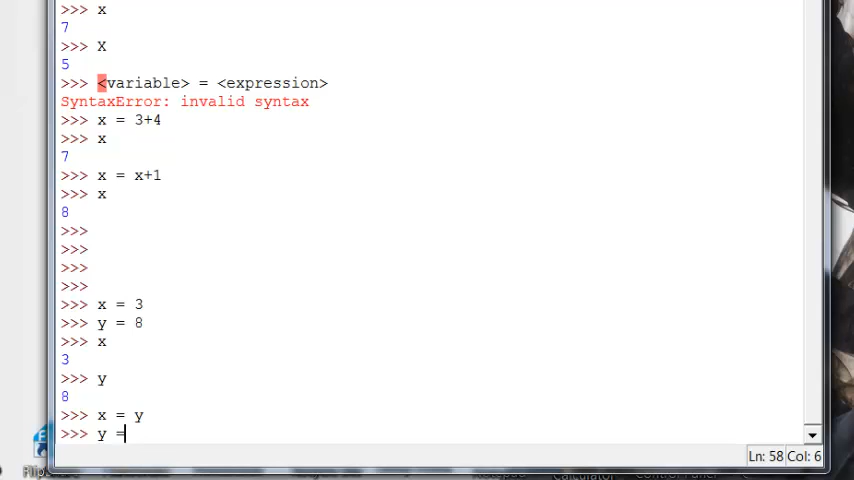 >>> x
7
>>> X
5
>>> <variable> = <expression>
SyntaxError: invalid syntax
>>> x = 3+4
>>> x
7
>>> x = x+1
>>> x
8
>>>
>>>
>>>
>>>
>>> x = 3
>>> y = 8
>>> x
3
>>> y
8
>>> x = y
>>> y =
Ln: 58 Col: 6